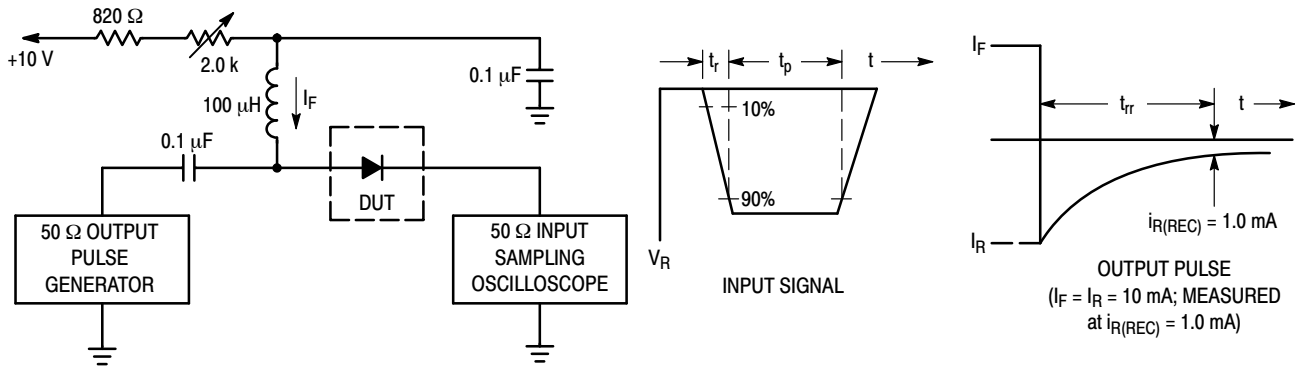 820 Ω
+10 V
2.0 k
0.1 μF
100 μH
I_F
0.1 μF
DUT
50 Ω OUTPUT
PULSE
GENERATOR
50 Ω INPUT
SAMPLING
OSCILLOSCOPE
t_r
t_p
t
10%
90%
V_R
INPUT SIGNAL
I_F
t_rr
t
i_R(REC) = 1.0 mA
I_R
OUTPUT PULSE
(I_F = I_R = 10 mA; MEASURED
at i_R(REC) = 1.0 mA)